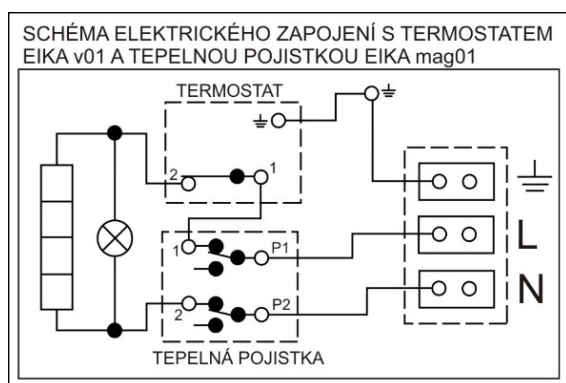 SCHÉMA ELEKTRICKÉHO ZAPOJENÍ S TERMOSTATEM
EIKA v01 A TEPELNOU POJISTKOU EIKA mag01
TERMOSTAT
2 1
1 P1
L
2 P2
N
TEPELNÁ POJISTKA